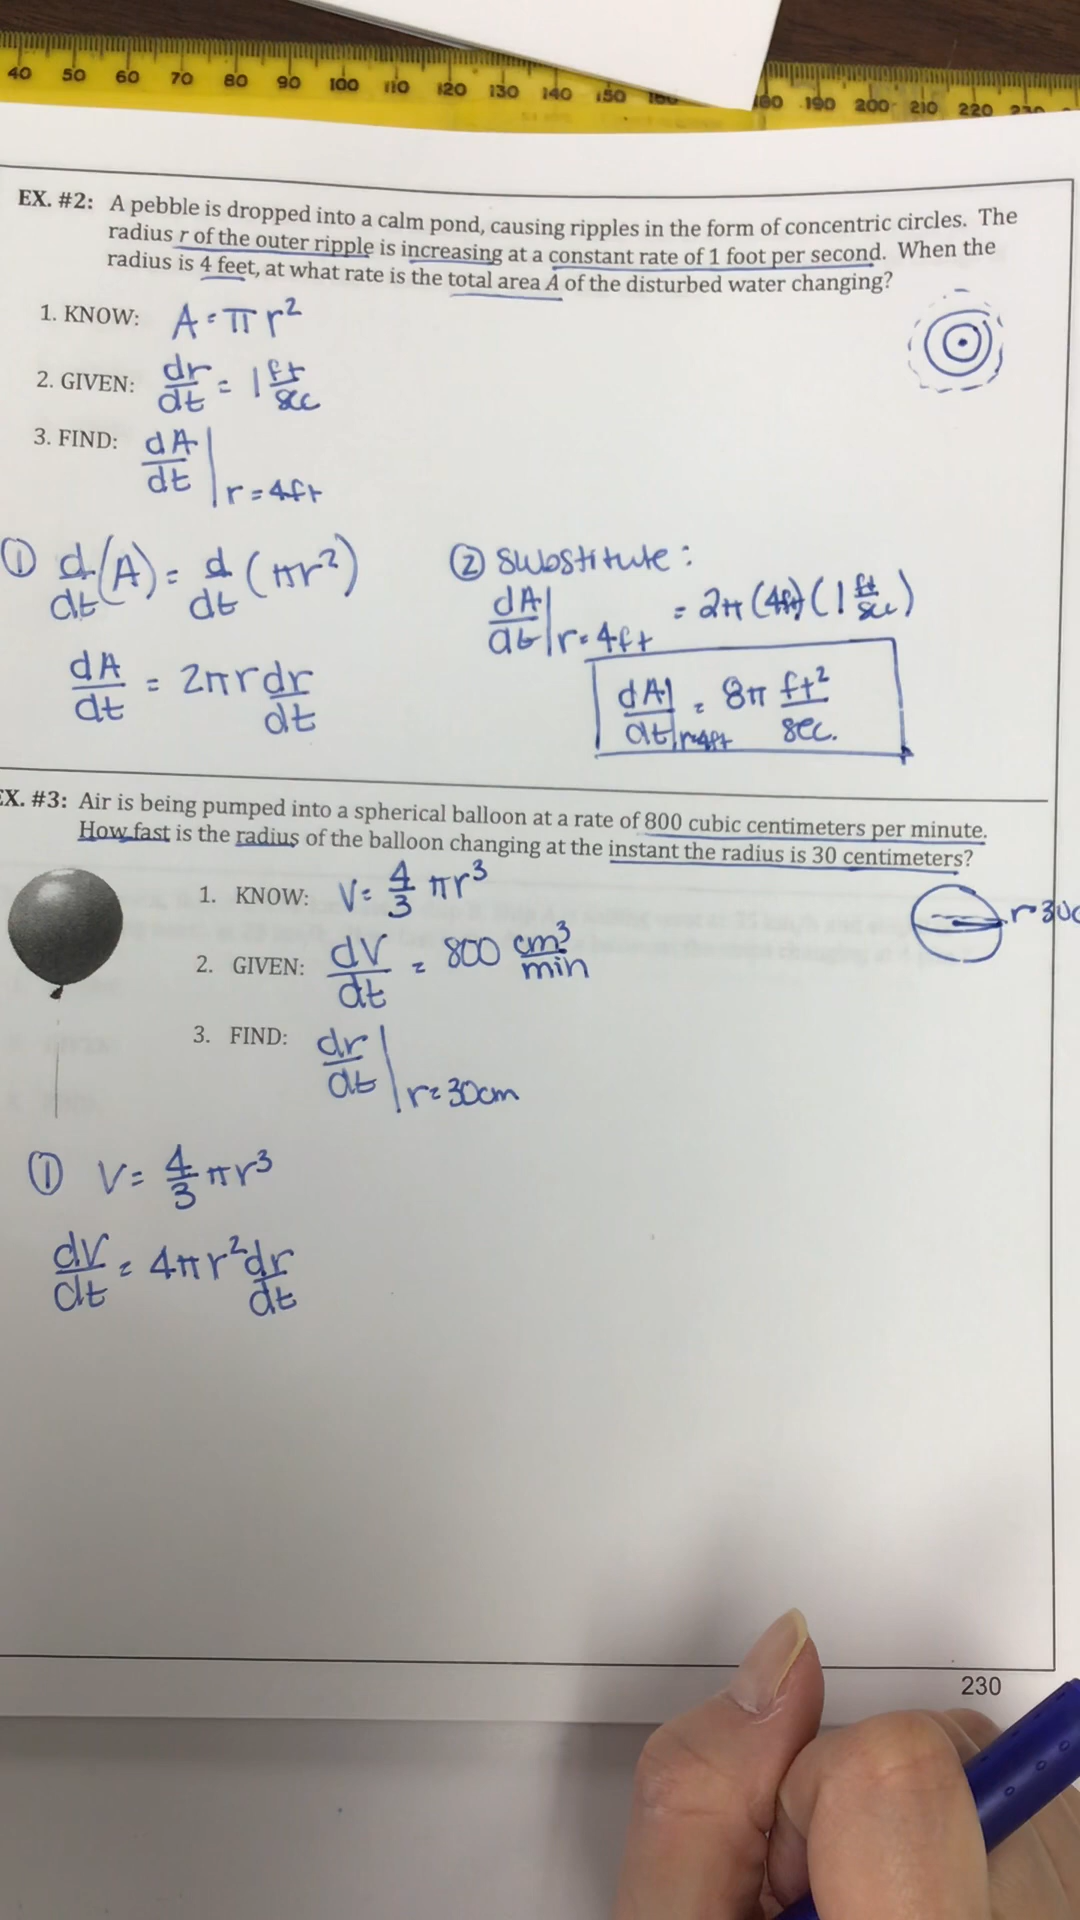 40 50 60 70 80 90 100 110 120 130 140 150 180 190 200 210 220
EX. #2: A pebble is dropped into a calm pond, causing ripples in the form of concentric circles. The
radius r of the outer ripple is increasing at a constant rate of 1 foot per second. When the
radius is 4 feet, at what rate is the total area A of the disturbed water changing?
1. KNOW: A = πr²
2. GIVEN: dr/dt = 1 ft/sec
3. FIND: dA/dt | r = 4ft
① d/dt (A) = d/dt (πr²)
dA/dt = 2πr dr/dt
② Substitute:
dA/dt | r = 4ft = 2π (4ft) (1 ft/sec)
dA/dt | r=4ft = 8π ft²/sec.
EX. #3: Air is being pumped into a spherical balloon at a rate of 800 cubic centimeters per minute.
How fast is the radius of the balloon changing at the instant the radius is 30 centimeters?
1. KNOW: V = 4/3 πr³
r=30c
2. GIVEN: dV/dt = 800 cm³/min
3. FIND: dr/dt | r = 30cm
① V = 4/3 πr³
dV/dt = 4πr² dr/dt
230